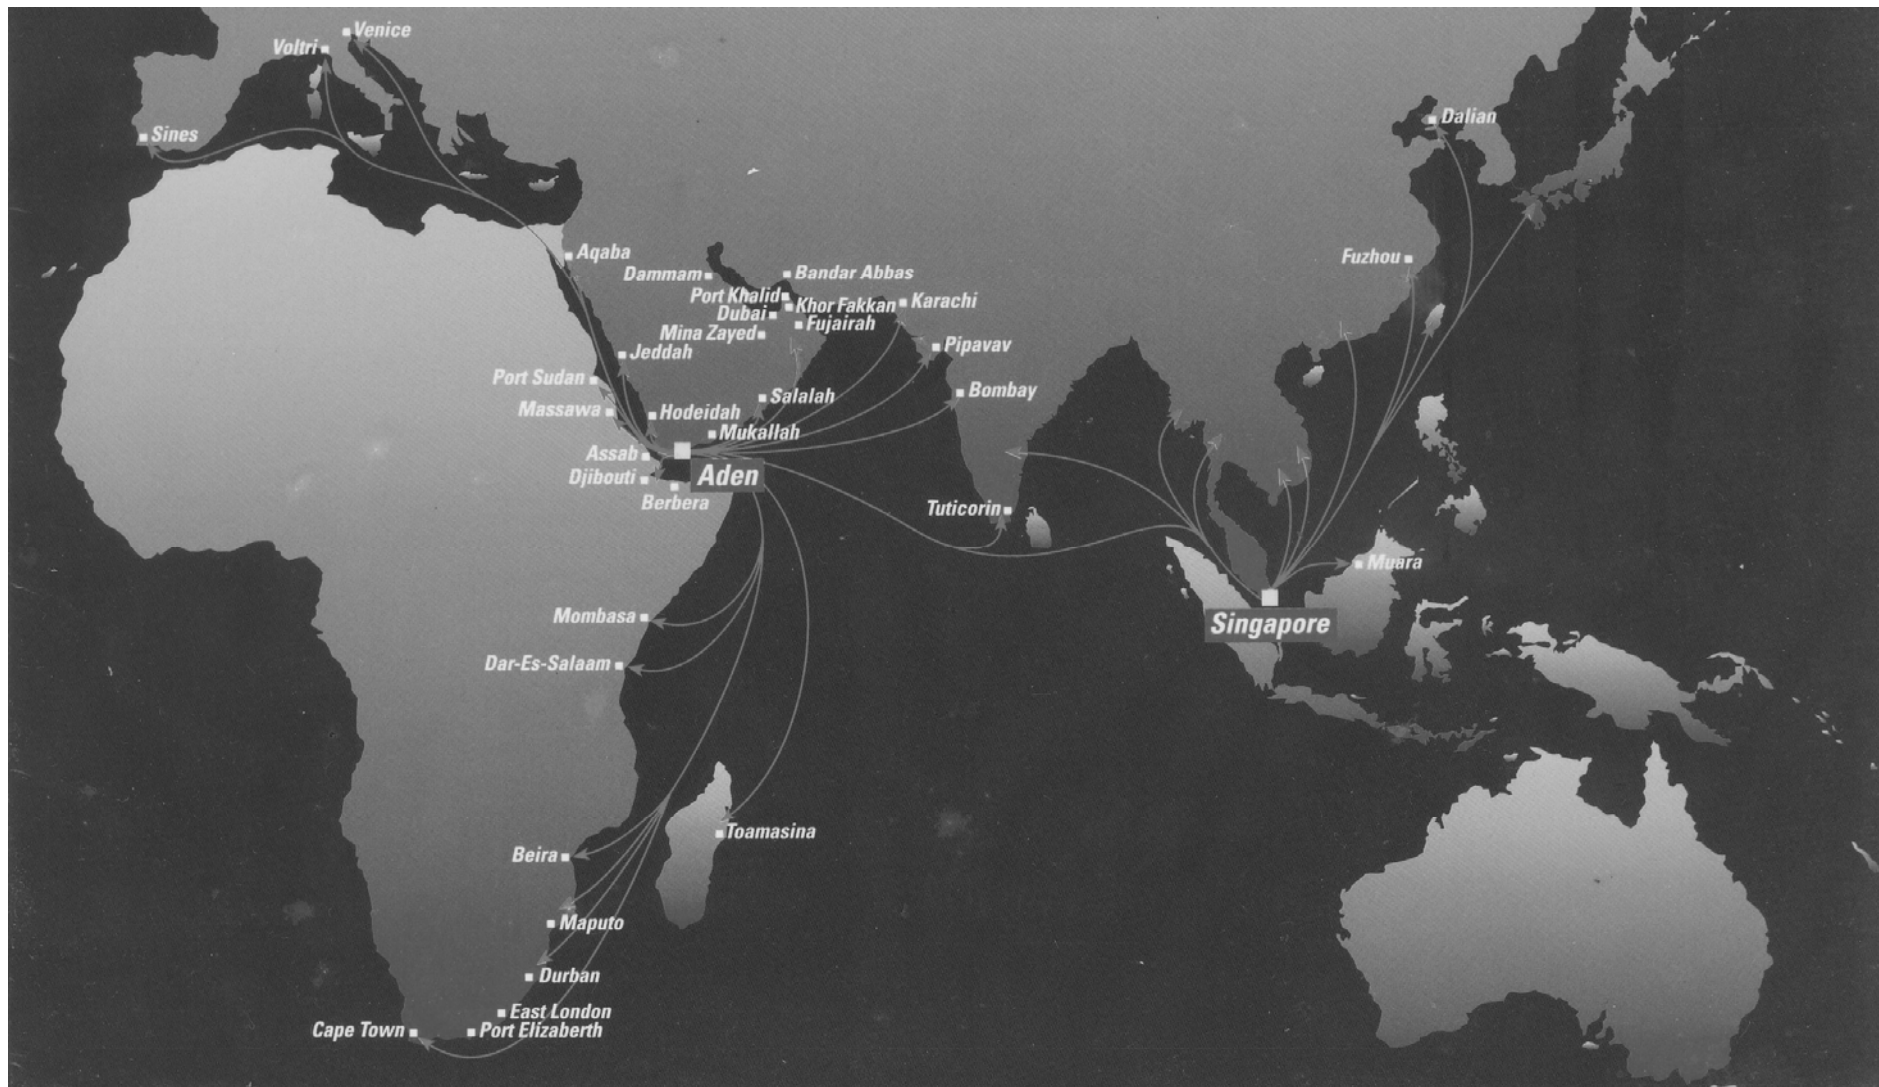 Venice
Voltri
Sines
Dalian
Aqaba
Dammam
Bandar Abbas
Fuzhou
Port Khalid
Khor Fakkan
Karachi
Dubai
Fujairah
Mina Zayed
Pipavav
Jeddah
Port Sudan
Bombay
Salalah
Massawa
Hodeidah
Mukallah
Assab
Aden
Djibouti
Berbera
Tuticorin
Muara
Mombasa
Singapore
Dar-Es-Salaam
Toamasina
Beira
Maputo
Durban
East London
Cape Town
Port Elizaberth